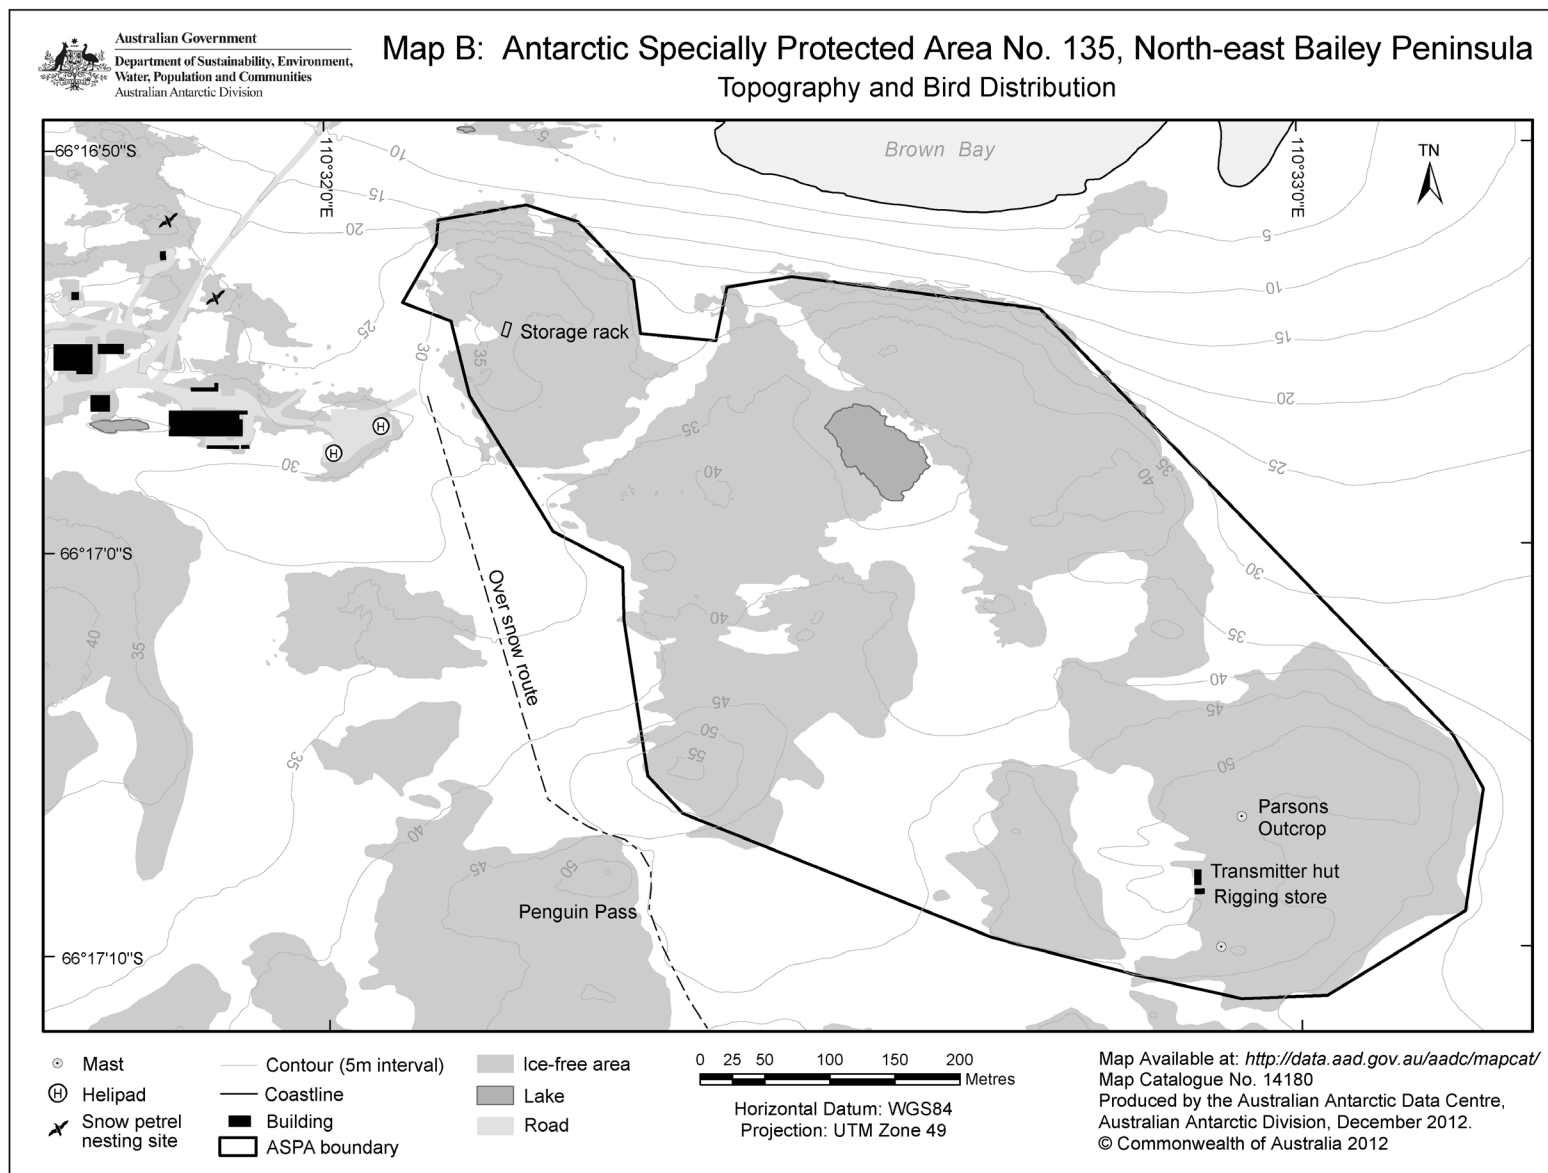 Australian Government
Department of Sustainability, Environment,
Water, Population and Communities
Australian Antarctic Division
Map B: Antarctic Specially Protected Area No. 135, North-east Bailey Peninsula
Topography and Bird Distribution
66°16'50"S
110°32'0"E
5
10
15
20
Brown Bay
110°33'0"E
TN
5
10
15
20
25
30
35
40
45
50
25
30
35
Storage rack
35
40
35
40
30
H
H
66°17'0"S
Over snow route
40
35
40
45
50
55
35
40
45
50
Parsons
Outcrop
Transmitter hut
Rigging store
Penguin Pass
66°17'10"S
Mast
H Helipad
Snow petrel
nesting site
Contour (5m interval)
Coastline
Building
ASPA boundary
Ice-free area
Lake
Road
0 25 50 100 150 200
Metres
Horizontal Datum: WGS84
Projection: UTM Zone 49
Map Available at: http://data.aad.gov.au/aadc/mapcat/
Map Catalogue No. 14180
Produced by the Australian Antarctic Data Centre,
Australian Antarctic Division, December 2012.
© Commonwealth of Australia 2012